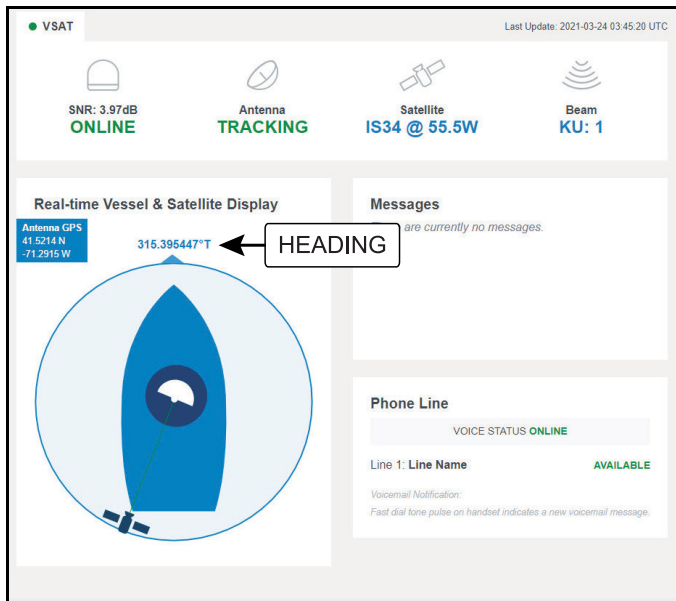 VSAT
Last Update: 2021-03-24 03:45:20 UTC
SNR: 3.97dB
ONLINE
Antenna
TRACKING
Satellite
IS34 @ 55.5W
Beam
KU: 1
Real-time Vessel & Satellite Display
Antenna GPS
41.5214 N
-71.2915 W
315.395447°T
HEADING
Messages
are currently no messages.
Phone Line
VOICE STATUS ONLINE
Line 1: Line Name
AVAILABLE
Voicemail Notification:
Fast dial tone pulse on handset indicates a new voicemail message.